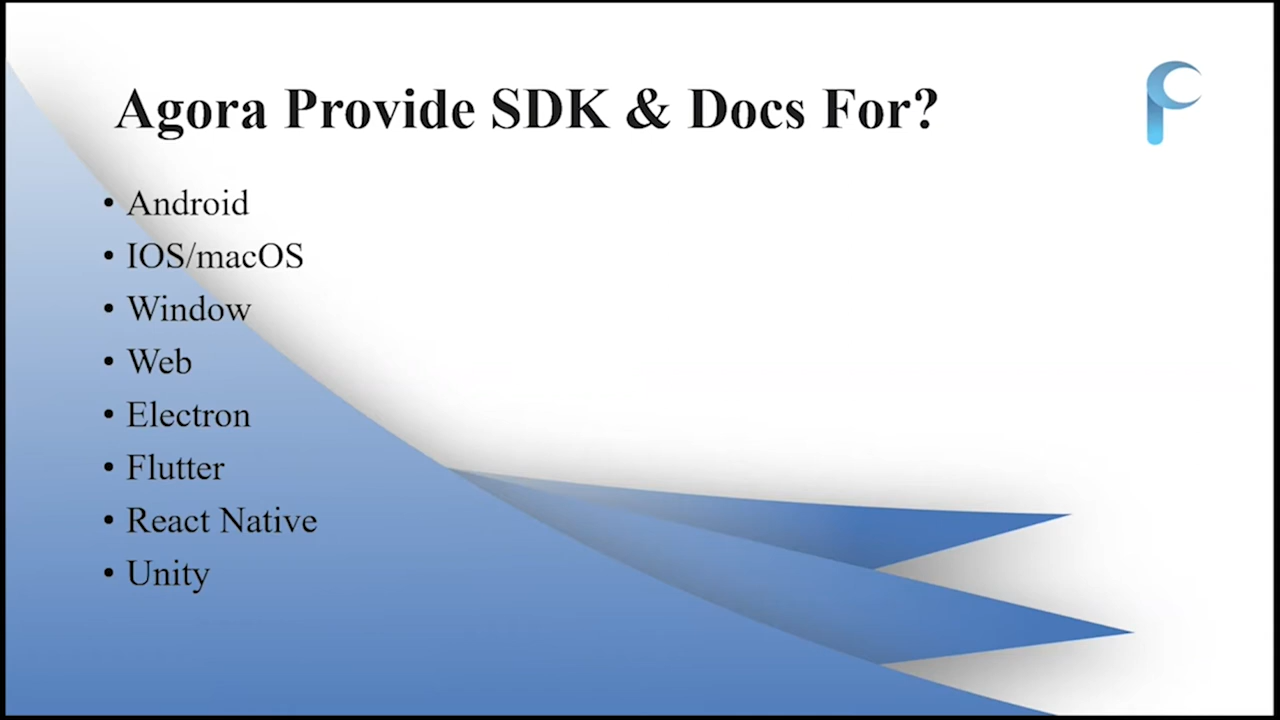 Agora Provide SDK & Docs For?
• Android
• IOS/macOS
• Window
• Web
• Electron
• Flutter
• React Native
• Unity